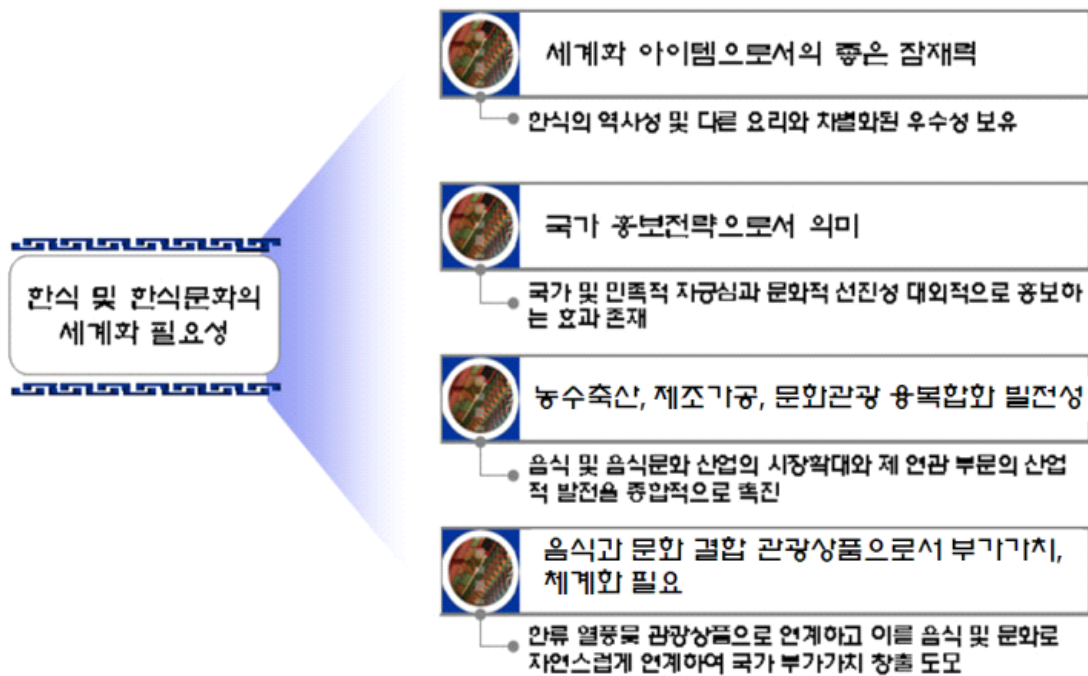 세계화 아이템으로서의 좋은 잠재력
한식의 역사성 및 다른 요리와 차별화된 우수성 보유
국가 홍보전략으로서 의미
국가 및 민족적 자긍심과 문화적 선진성 대외적으로 홍보하
는 효과 존재
한식 및 한식문화의
세계화 필요성
농수축산, 제조가공, 문화관광 융복합화 발전성
음식 및 음식문화 산업의 시장확대와 제 연관 부문의 산업
적 발전을 종합적으로 촉진
음식과 문화 결합 관광상품으로서 부가가치,
체계화 필요
한류 열풍을 관광상품으로 연계하고 이를 음식 및 문화로
자연스럽게 연계하여 국가 부가가치 창출 도모